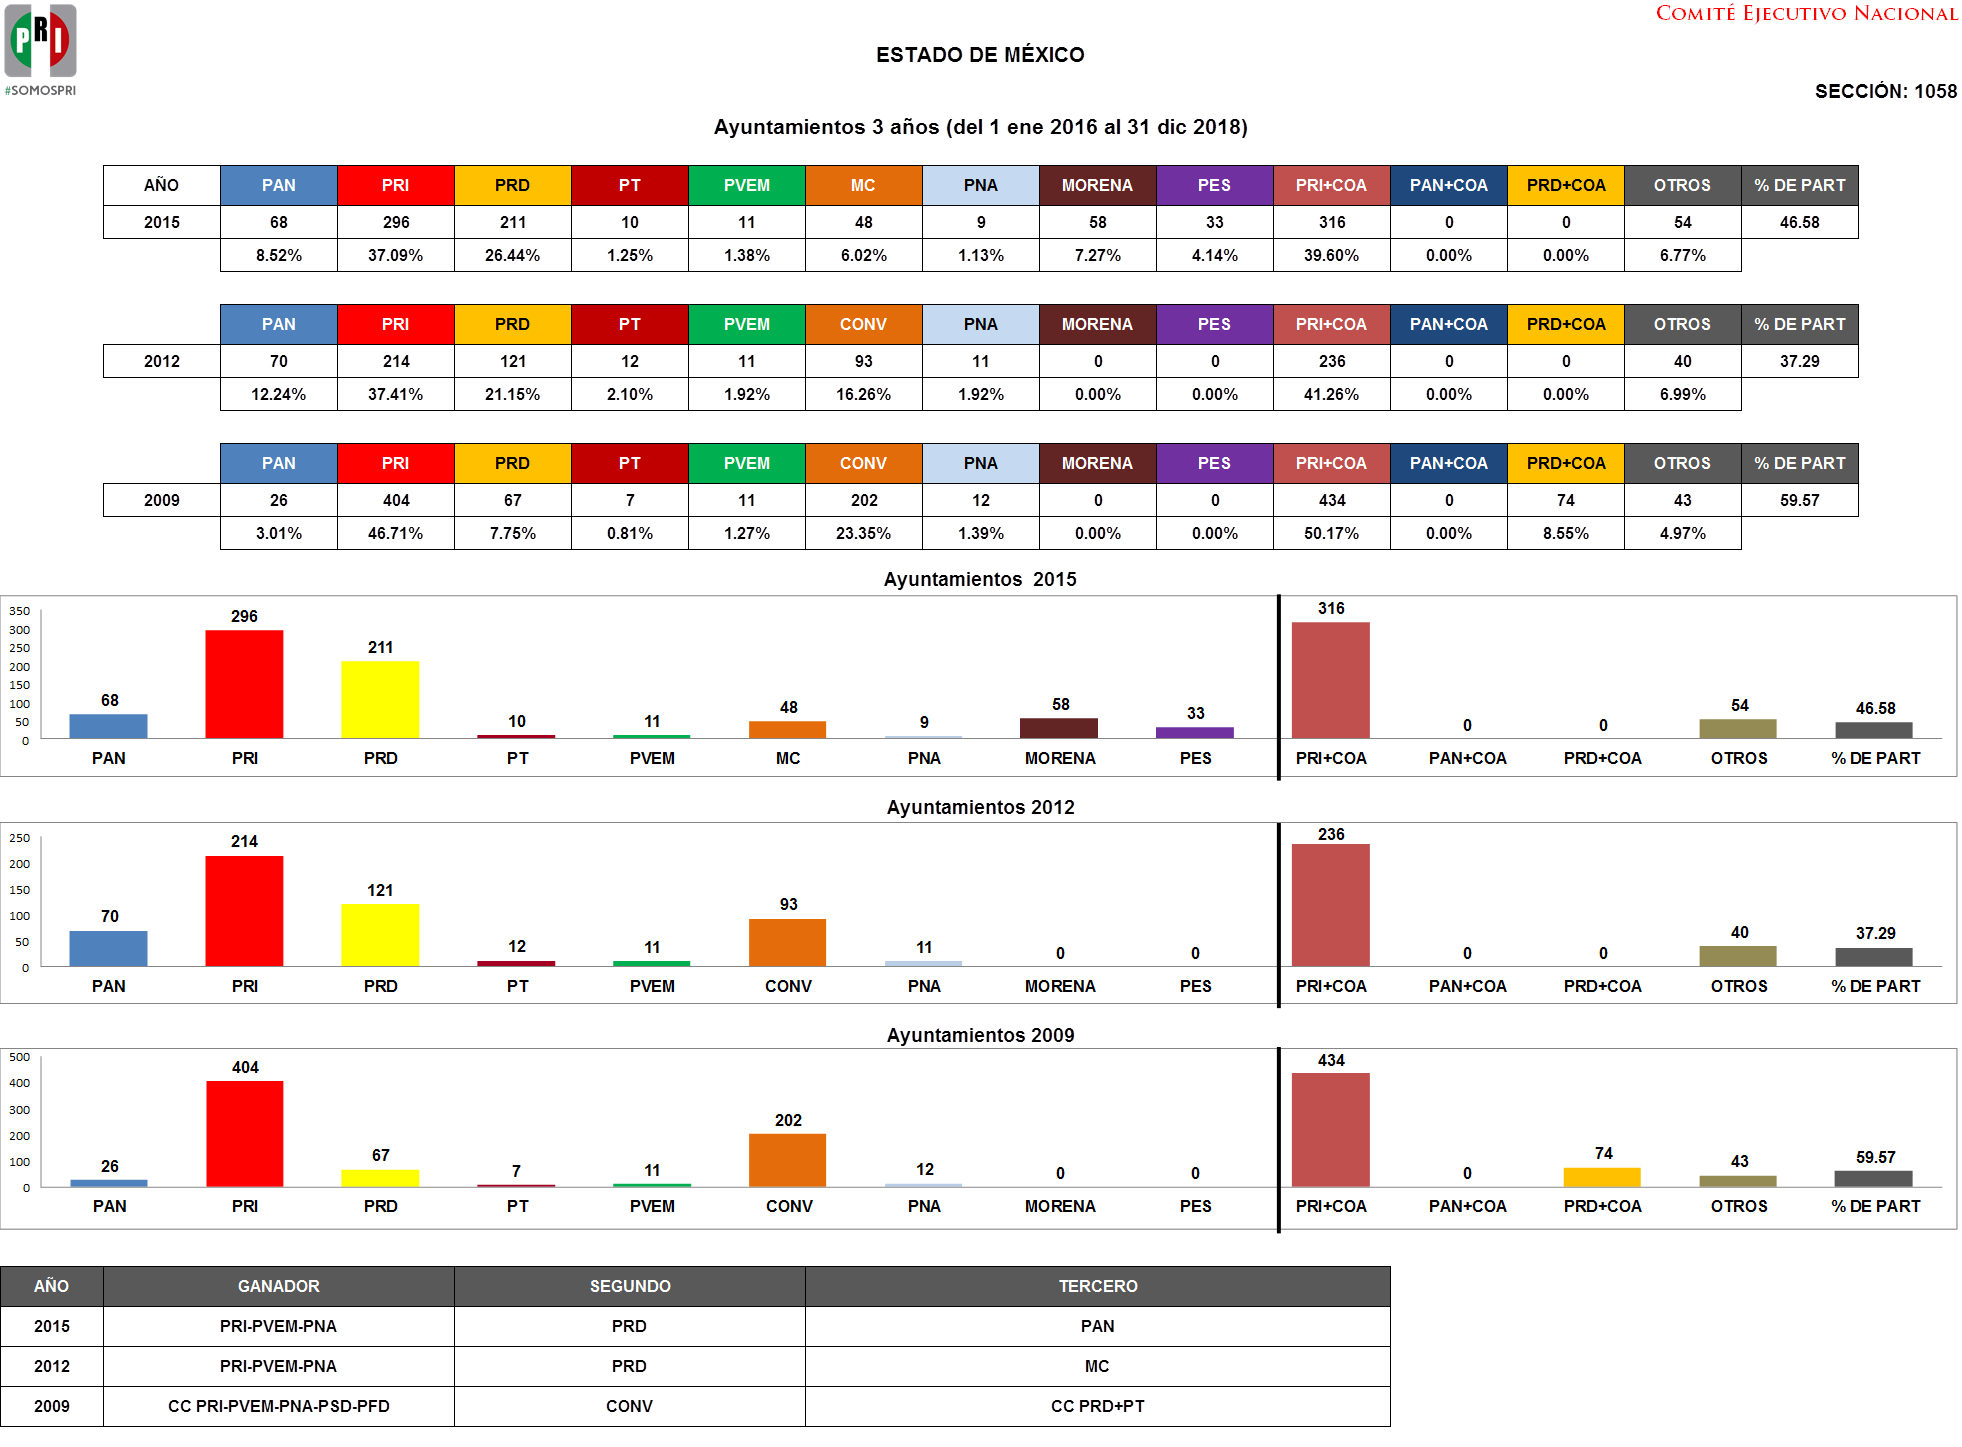 COMITÉ EJECUTIVO NACIONAL
PRI
#SOMOSPRI
ESTADO DE MÉXICO
SECCIÓN: 1058
Ayuntamientos 3 años (del 1 ene 2016 al 31 dic 2018)
AÑO PAN PRI PRD PT PVEM MC PNA MORENA PES PRI+COA PAN+COA PRD+COA OTROS % DE PART
2015 68 296 211 10 11 48 9 58 33 316 0 0 54 46.58
8.52% 37.09% 26.44% 1.25% 1.38% 6.02% 1.13% 7.27% 4.14% 39.60% 0.00% 0.00% 6.77%
PAN PRI PRD PT PVEM CONV PNA MORENA PES PRI+COA PAN+COA PRD+COA OTROS % DE PART
2012 70 214 121 12 11 93 11 0 0 236 0 0 40 37.29
12.24% 37.41% 21.15% 2.10% 1.92% 16.26% 1.92% 0.00% 0.00% 41.26% 0.00% 0.00% 6.99%
PAN PRI PRD PT PVEM CONV PNA MORENA PES PRI+COA PAN+COA PRD+COA OTROS % DE PART
2009 26 404 67 7 11 202 12 0 0 434 0 74 43 59.57
3.01% 46.71% 7.75% 0.81% 1.27% 23.35% 1.39% 0.00% 0.00% 50.17% 0.00% 8.55% 4.97%
Ayuntamientos 2015
350
300
250
200
150
100
50
0
68 296 211 10 11 48 9 58 33 316 0 0 54 46.58
PAN PRI PRD PT PVEM MC PNA MORENA PES PRI+COA PAN+COA PRD+COA OTROS % DE PART
Ayuntamientos 2012
250
200
150
100
50
0
70 214 121 12 11 93 11 0 0 236 0 0 40 37.29
PAN PRI PRD PT PVEM CONV PNA MORENA PES PRI+COA PAN+COA PRD+COA OTROS % DE PART
Ayuntamientos 2009
500
400
300
200
100
0
26 404 67 7 11 202 12 0 0 434 0 74 43 59.57
PAN PRI PRD PT PVEM CONV PNA MORENA PES PRI+COA PAN+COA PRD+COA OTROS % DE PART
AÑO GANADOR SEGUNDO TERCERO
2015 PRI-PVEM-PNA PRD PAN
2012 PRI-PVEM-PNA PRD MC
2009 CC PRI-PVEM-PNA-PSD-PFD CONV CC PRD+PT